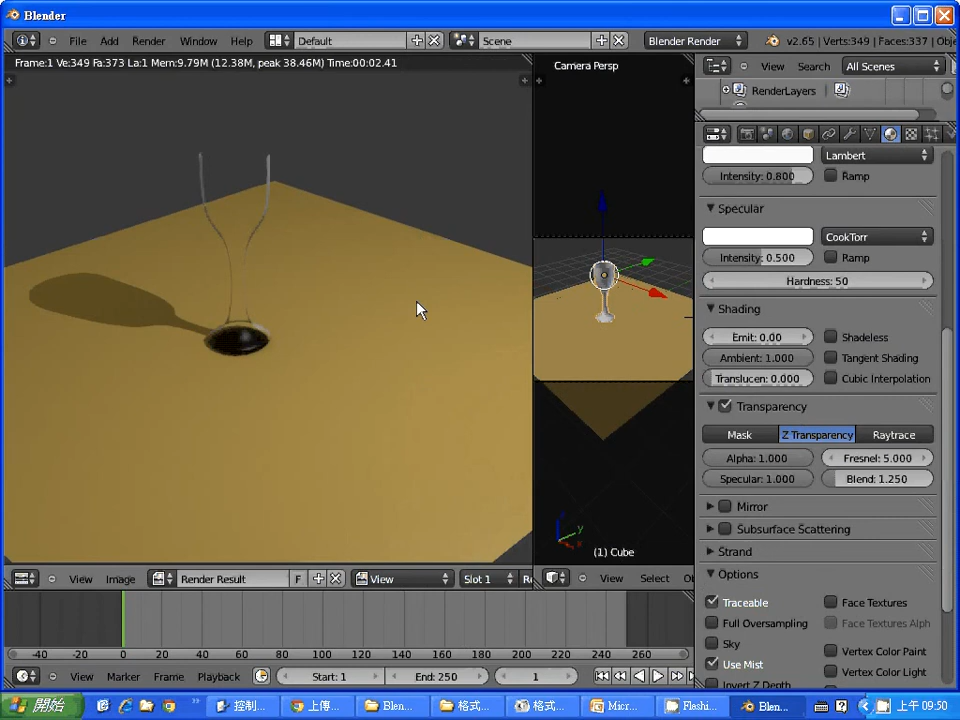 Blender
File Add Render Window Help Default Scene Blender Render v2.65 | Verts:349 | Faces:337 | Obje
Frame:1 Ve:349 Fa:373 La:1 Mem:9.79M (12.38M, peak 38.46M) Time:00:02.41
Camera Persp
View Search All Scenes
RenderLayers
Lambert
Intensity: 0.800 Ramp
Specular
CookTorr
Intensity: 0.500 Ramp
Hardness: 50
Shading
Emit: 0.00 Shadeless
Ambient: 1.000 Tangent Shading
Translucen: 0.000 Cubic Interpolation
Transparency
Mask Z Transparency Raytrace
Alpha: 1.000 Fresnel: 5.000
Specular: 1.000 Blend: 1.250
Mirror
Subsurface Scattering
Strand
Options
Traceable Face Textures
Full Oversampling Face Textures Alph
Sky
Vertex Color Paint
Use Mist
Vertex Color Light
Invert Z Depth
z y x
(1) Cube
View Image Render Result F View Slot 1 Re
View Select Ob
-40 -20 0 20 40 60 80 100 120 140 160 180 200 220 240 260
View Marker Frame Playback Start: 1 End: 250 1
開始 控制... 上傳... Blen... 格式... 格式... Micr... Flashi... Blen... 上午 09:50